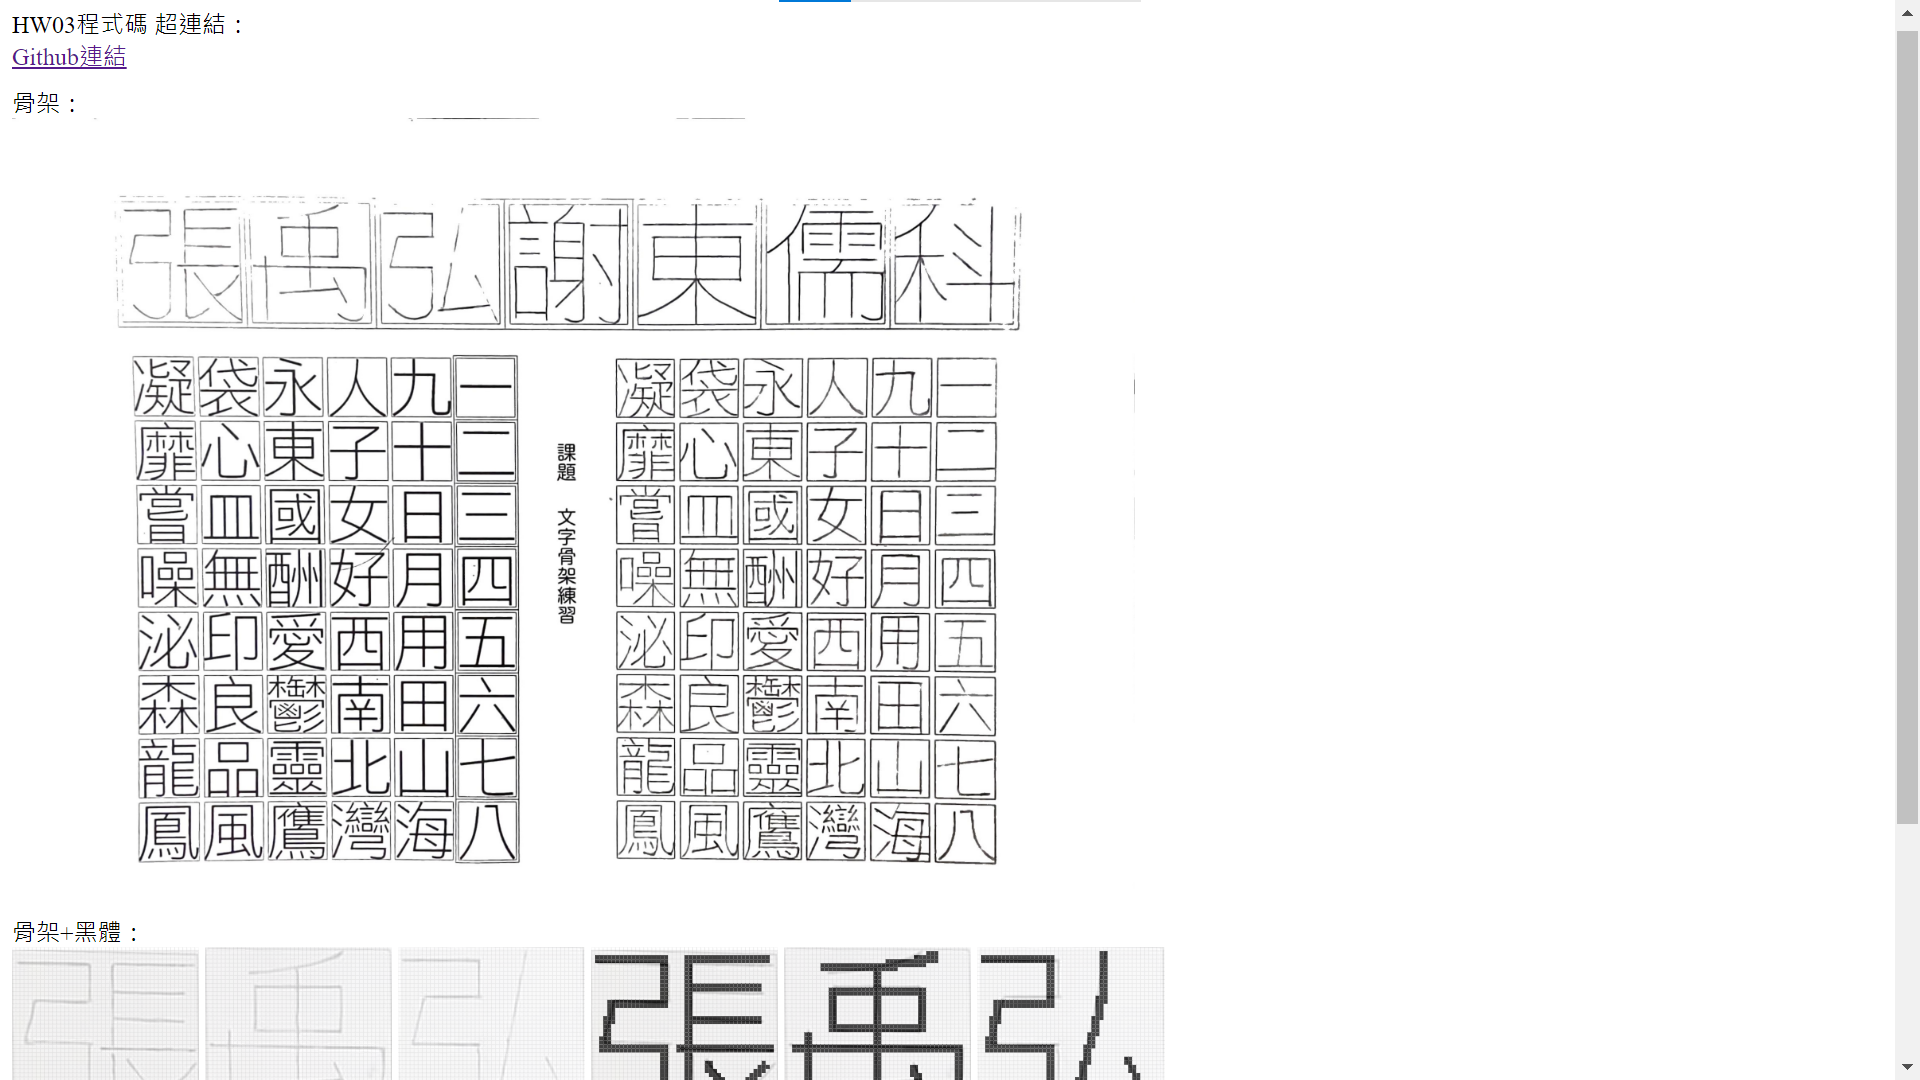 HW03程式碼 超連結：
Github連結
骨架：
張禹弘謝東儒科
凝袋永人九一
靡心東子十二
嘗皿國女日三
噪無酬好月四
泌印愛西用五
森良鬱南田六
龍品靈北山七
鳳風鷹灣海八
課題 文字骨架練習
凝袋永人九一
靡心東子十二
嘗皿國女日三
噪無酬好月四
泌印愛西用五
森良鬱南田六
龍品靈北山七
鳳風鷹灣海八
骨架+黑體：
張禹弘張禹弘